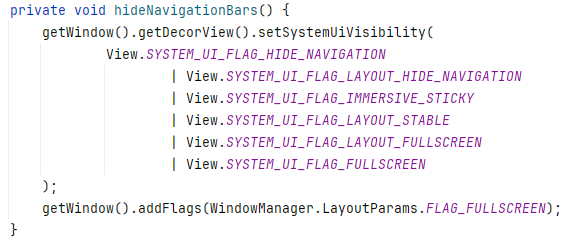 private void hideNavigationBars() {
    getWindow().getDecorView().setSystemUiVisibility(
            View.SYSTEM_UI_FLAG_HIDE_NAVIGATION
                    | View.SYSTEM_UI_FLAG_LAYOUT_HIDE_NAVIGATION
                    | View.SYSTEM_UI_FLAG_IMMERSIVE_STICKY
                    | View.SYSTEM_UI_FLAG_LAYOUT_STABLE
                    | View.SYSTEM_UI_FLAG_LAYOUT_FULLSCREEN
                    | View.SYSTEM_UI_FLAG_FULLSCREEN
    );
    getWindow().addFlags(WindowManager.LayoutParams.FLAG_FULLSCREEN);
}